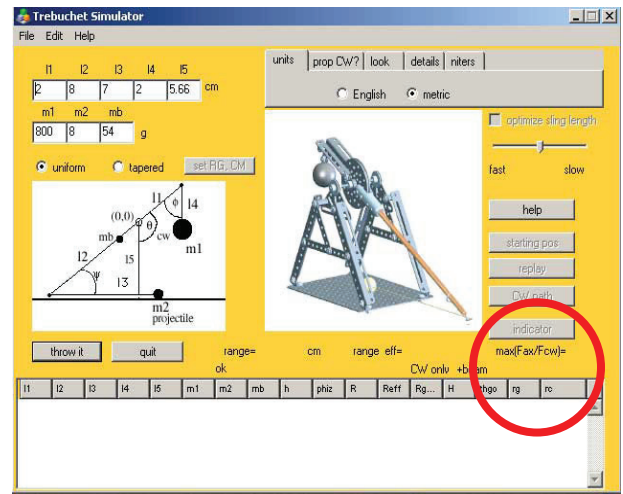 Trebuchet Simulator
File Edit Help
l1 l2 l3 l4 l5
2 8 7 2 5.66 cm
m1 m2 mb
800 8 54 g
uniform tapered set RG, CM
units prop CW? look details niters
English metric
optimize sling length
fast slow
l1 ϕ l4
(0,0) θ
mb cw m1
l2 l5
ψ l3
m2
projectile
help
starting pos
replay
CW path
indicator
throw it quit range= cm range eff= max(Fax/Fcw)=
ok CW only +beam
l1 l2 l3 l4 l5 m1 m2 mb h phiz R Reff Rg... H thgo rg rc